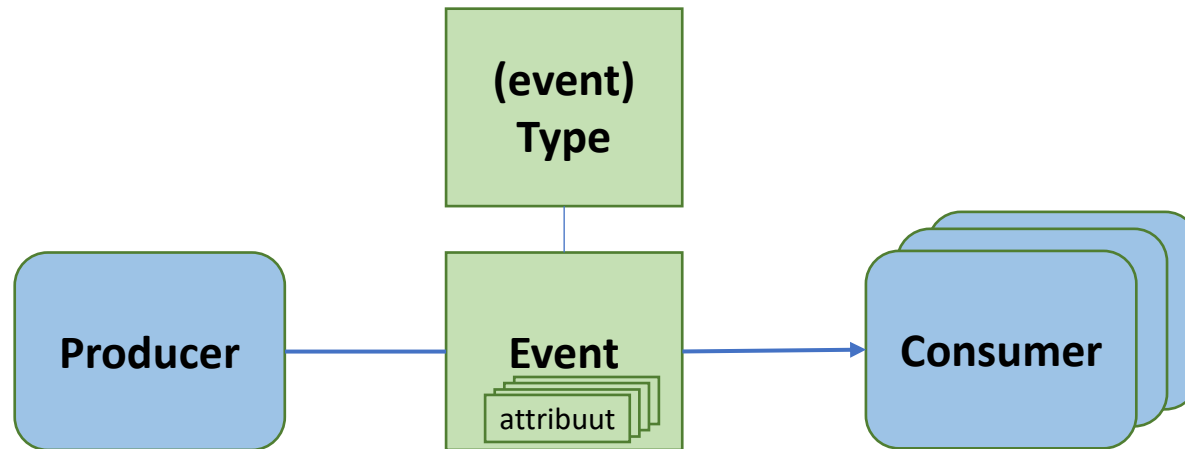 (event)
Type
Producer
Event
attribuut
Consumer